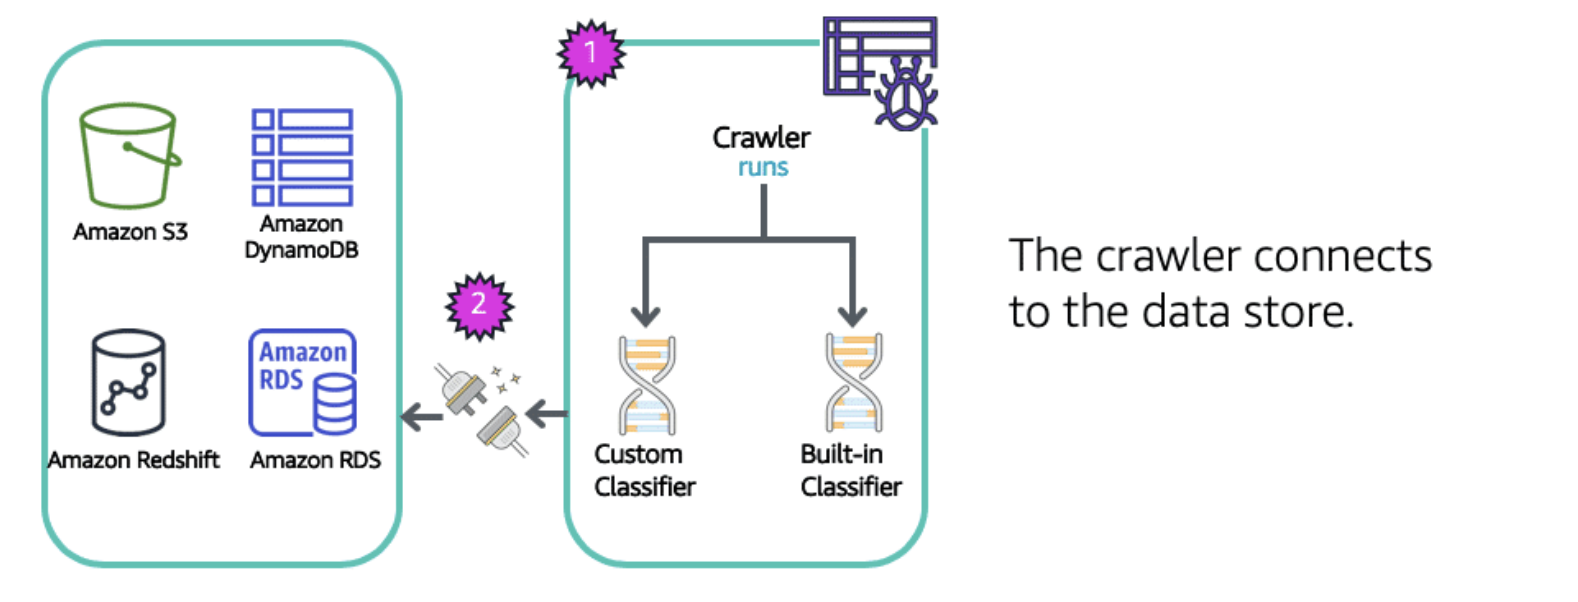 1
Crawler
runs
Amazon S3
Amazon
DynamoDB
2
Amazon
RDS
Amazon Redshift
Amazon RDS
Custom
Classifier
Built-in
Classifier
The crawler connects
to the data store.